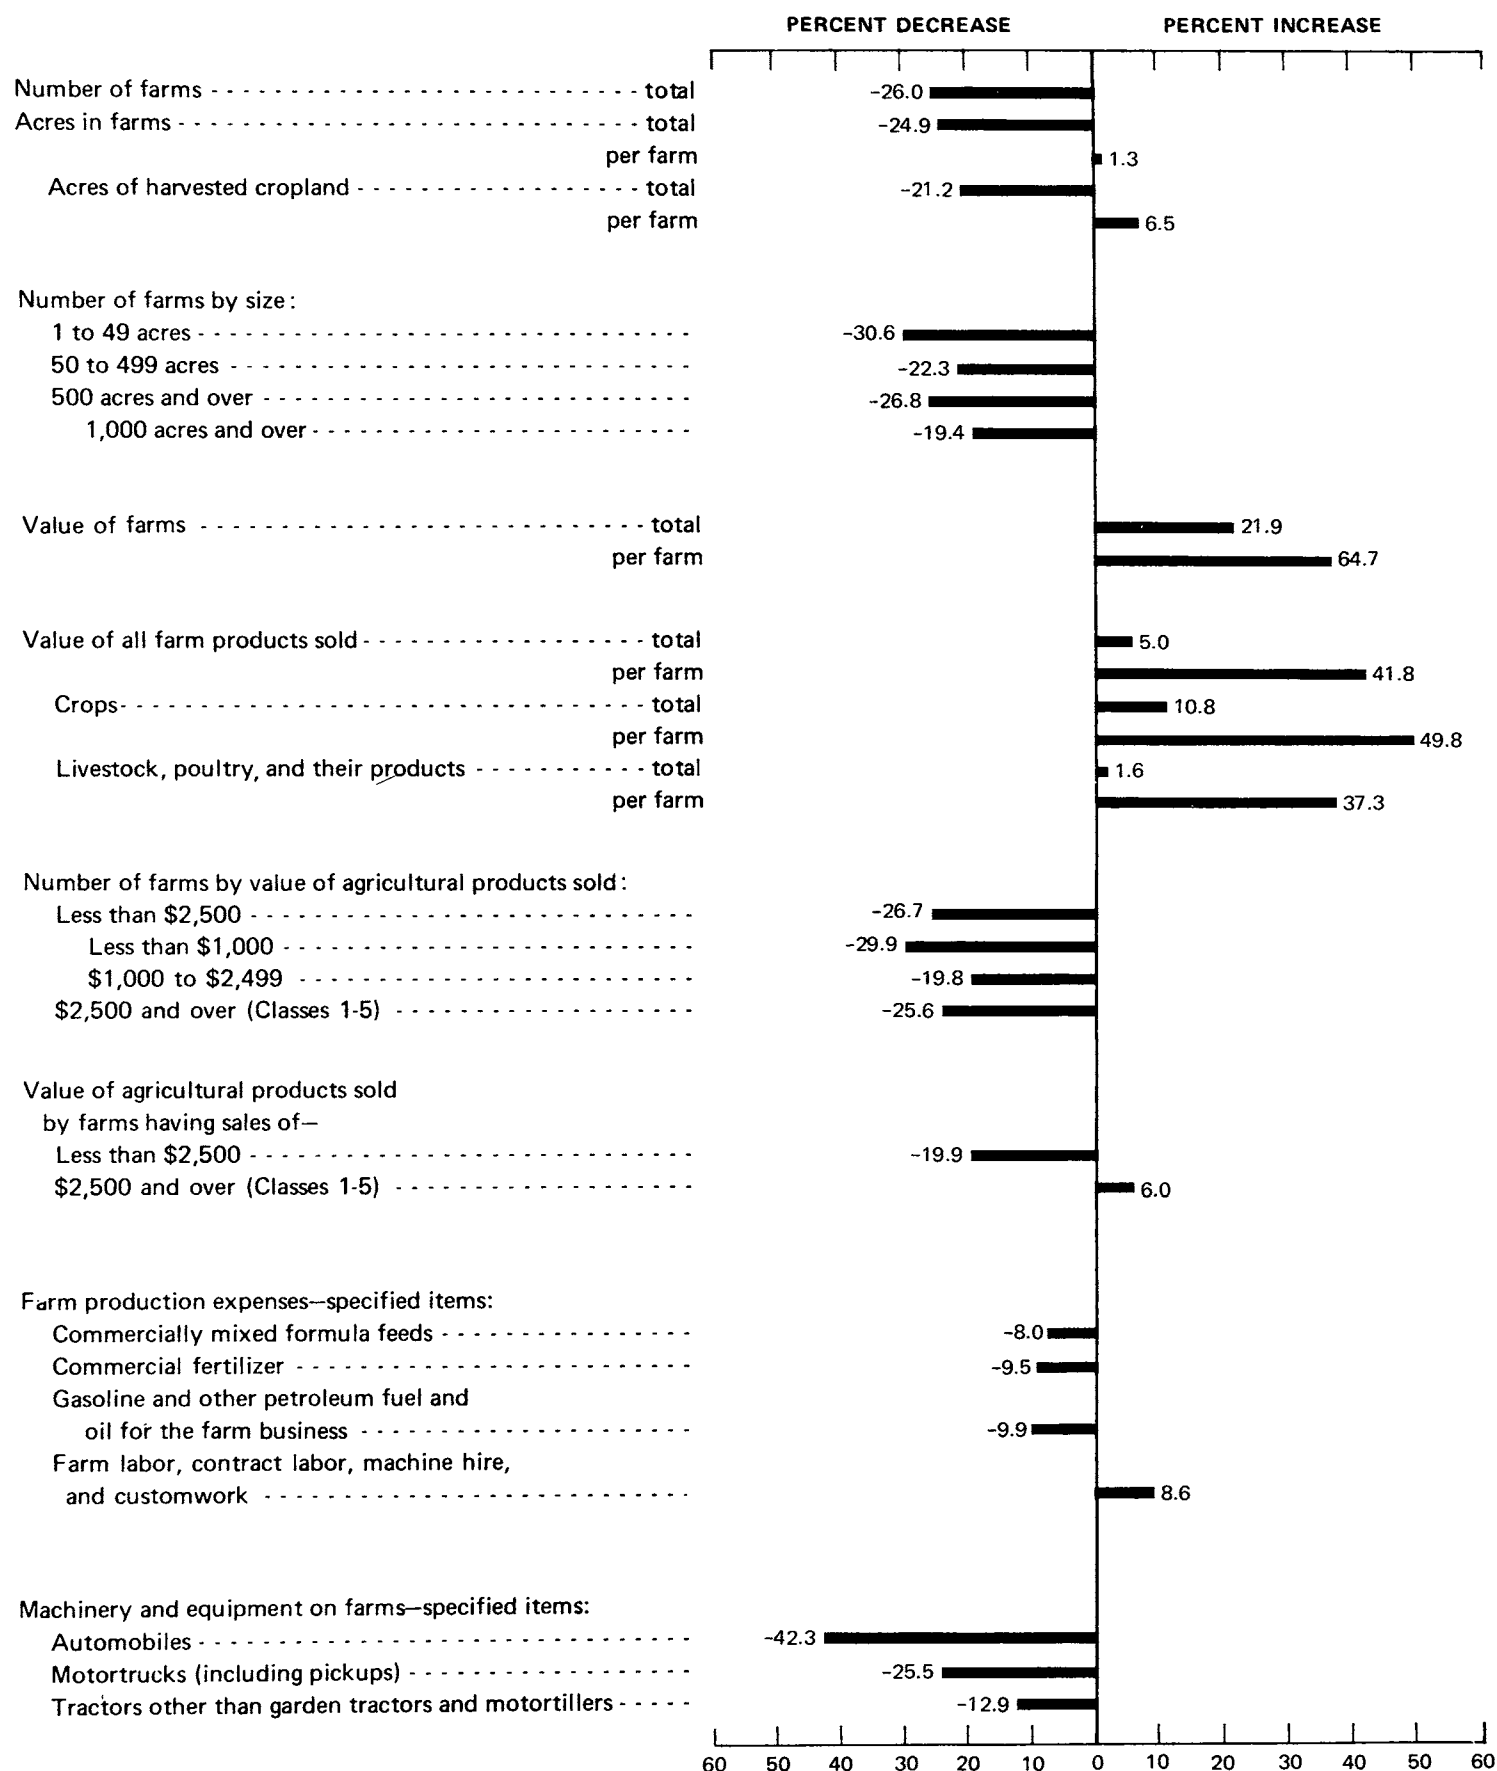 PERCENT DECREASE PERCENT INCREASE
Number of farms - - - - - - - - - - - - - - - - - - - - - - - - - - - total -26.0
Acres in farms - - - - - - - - - - - - - - - - - - - - - - - - - - - - - total -24.9
per farm 1.3
Acres of harvested cropland - - - - - - - - - - - - - - - - - - total -21.2
per farm 6.5
Number of farms by size:
1 to 49 acres - - - - - - - - - - - - - - - - - - - - - - - - - - - - - - - -30.6
50 to 499 acres - - - - - - - - - - - - - - - - - - - - - - - - - - - - - -22.3
500 acres and over - - - - - - - - - - - - - - - - - - - - - - - - - - - -26.8
1,000 acres and over - - - - - - - - - - - - - - - - - - - - - - - - -19.4
Value of farms - - - - - - - - - - - - - - - - - - - - - - - - - - - - total 21.9
per farm 64.7
Value of all farm products sold - - - - - - - - - - - - - - - - - - total 5.0
per farm 41.8
Crops - - - - - - - - - - - - - - - - - - - - - - - - - - - - - - - - - total 10.8
per farm 49.8
Livestock, poultry, and their products - - - - - - - - - - - total 1.6
per farm 37.3
Number of farms by value of agricultural products sold:
Less than $2,500 - - - - - - - - - - - - - - - - - - - - - - - - - - - - -26.7
Less than $1,000 - - - - - - - - - - - - - - - - - - - - - - - - - - -29.9
$1,000 to $2,499 - - - - - - - - - - - - - - - - - - - - - - - - - -19.8
$2,500 and over (Classes 1-5) - - - - - - - - - - - - - - - - - - - -25.6
Value of agricultural products sold
by farms having sales of—
Less than $2,500 - - - - - - - - - - - - - - - - - - - - - - - - - - - - -19.9
$2,500 and over (Classes 1-5) - - - - - - - - - - - - - - - - - - - 6.0
Farm production expenses—specified items:
Commercially mixed formula feeds - - - - - - - - - - - - - - - - -8.0
Commercial fertilizer - - - - - - - - - - - - - - - - - - - - - - - - - -9.5
Gasoline and other petroleum fuel and
oil for the farm business - - - - - - - - - - - - - - - - - - - - - -9.9
Farm labor, contract labor, machine hire,
and customwork - - - - - - - - - - - - - - - - - - - - - - - - - - - 8.6
Machinery and equipment on farms—specified items:
Automobiles - - - - - - - - - - - - - - - - - - - - - - - - - - - - - - - -42.3
Motortrucks (including pickups) - - - - - - - - - - - - - - - - - - -25.5
Tractors other than garden tractors and motortillers - - - - - -12.9
60 50 40 30 20 10 0 10 20 30 40 50 60